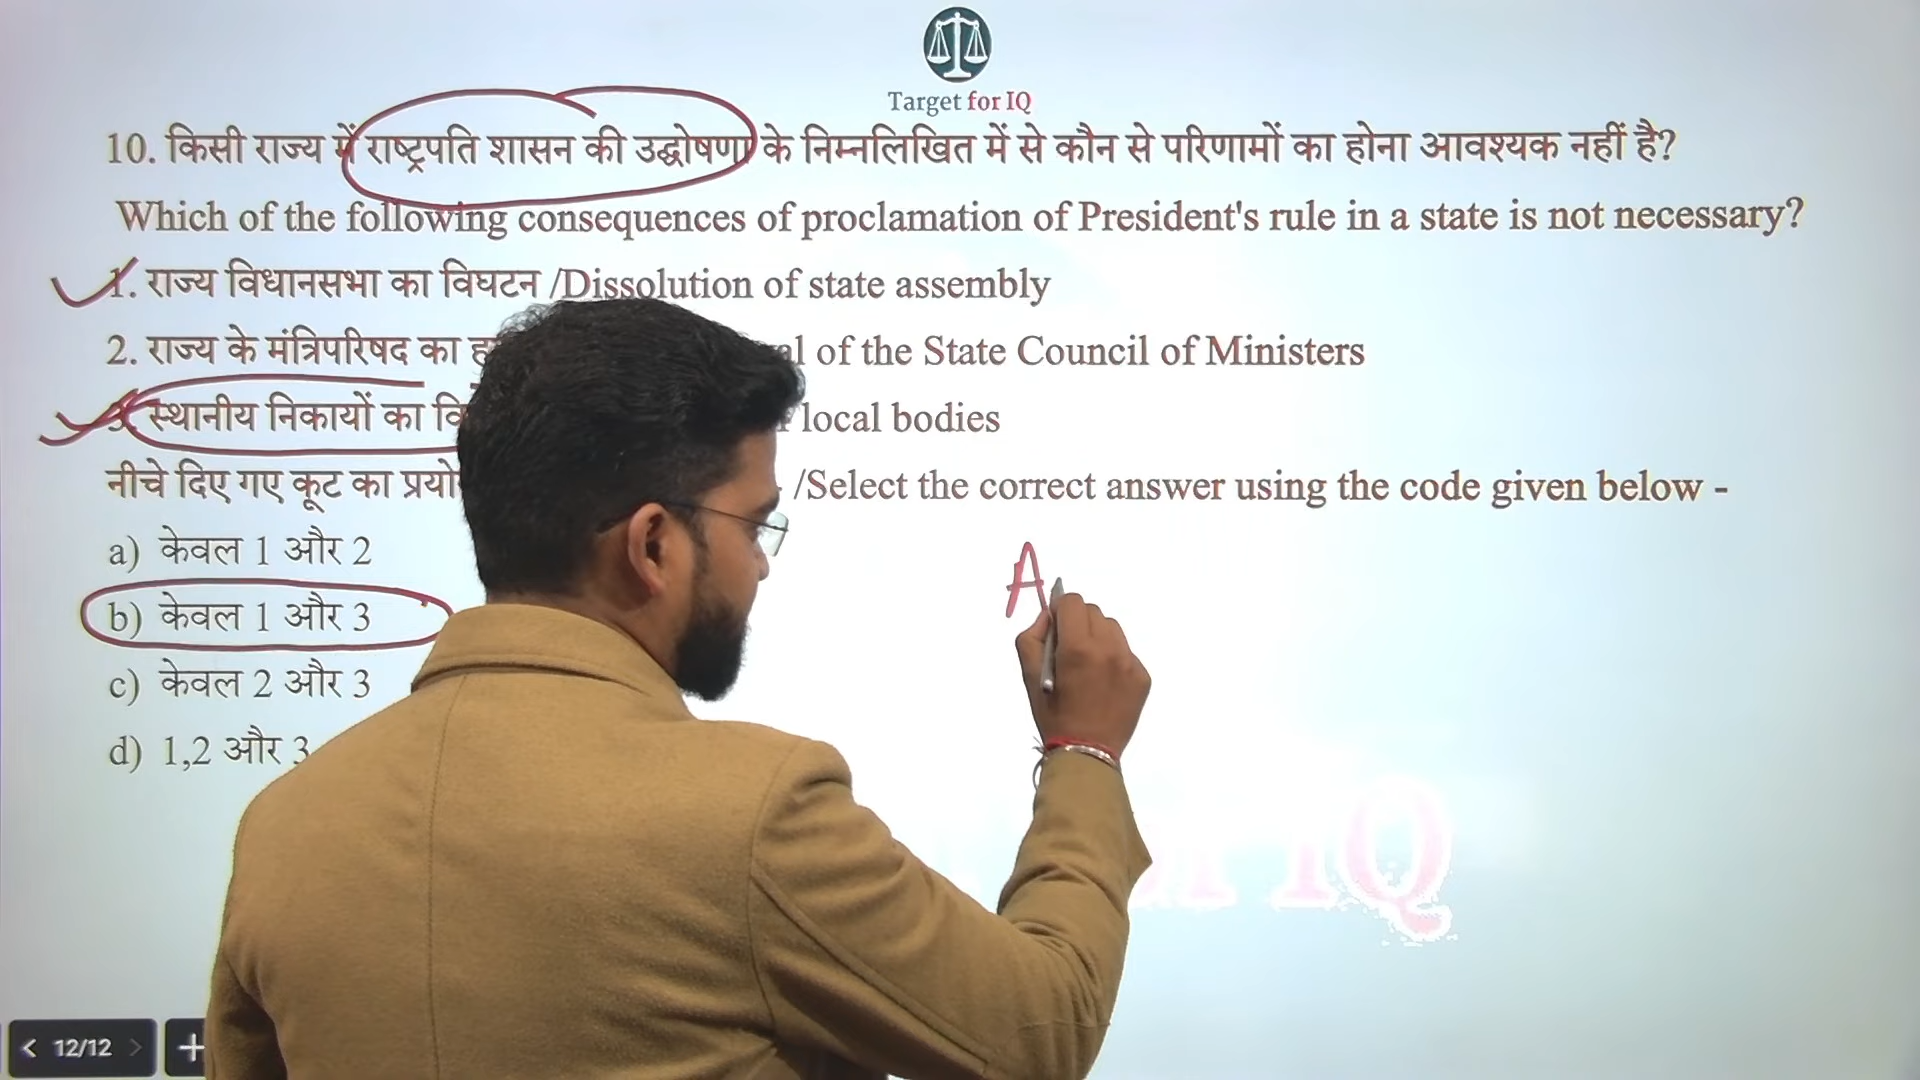 Target for IQ
10. किसी राज्य में राष्ट्रपति शासन की उद्घोषणा के निम्नलिखित में से कौन से परिणामों का होना आवश्यक नहीं है?
Which of the following consequences of proclamation of President's rule in a state is not necessary?
1. राज्य विधानसभा का विघटन /Dissolution of state assembly
2. राज्य के मंत्रिपरिषद का of the State Council of Ministers
3. स्थानीय निकायों का local bodies
नीचे दिए गए कूट का /Select the correct answer using the code given below -
a) केवल 1 और 2
A
b) केवल 1 और 3
c) केवल 2 और 3
d) 1,2 और 3
IQ
12/12